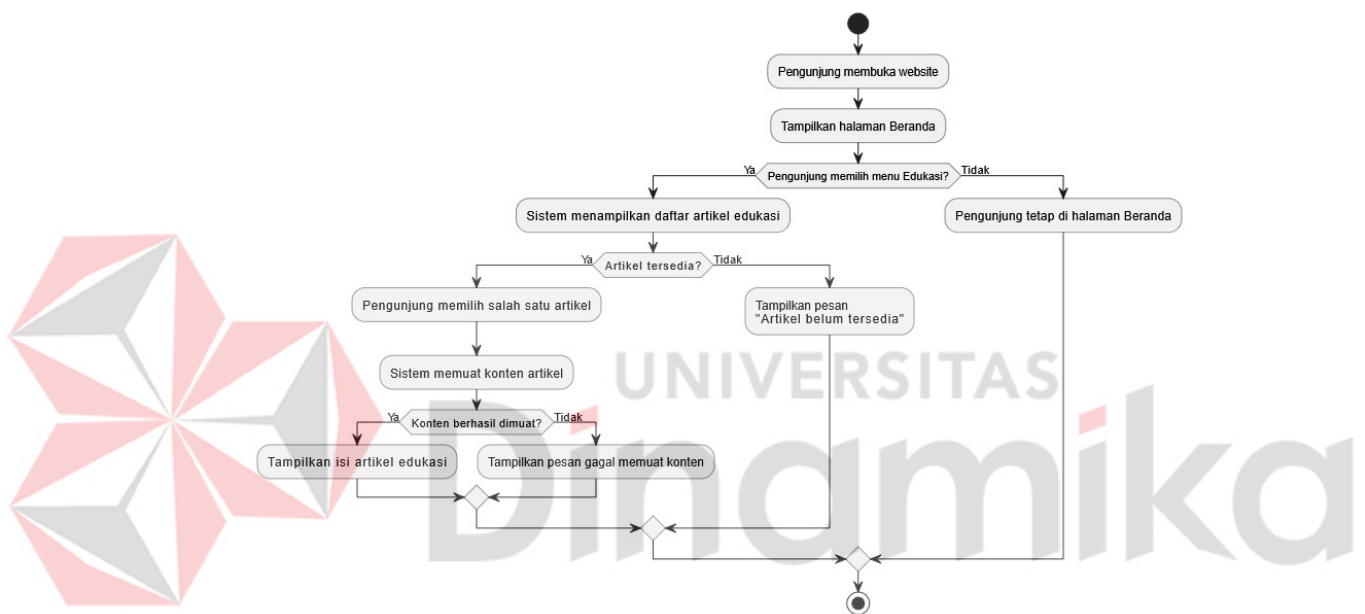 Pengunjung membuka website
Tampilkan halaman Beranda
Ya
Pengunjung memilih menu Edukasi?
Tidak
Sistem menampilkan daftar artikel edukasi
Pengunjung tetap di halaman Beranda
Ya
Artikel tersedia?
Tidak
Pengunjung memilih salah satu artikel
Tampilkan pesan
"Artikel belum tersedia"
Sistem memuat konten artikel
UNIVERSITAS
Ya
Konten berhasil dimuat?
Tidak
Tampilkan isi artikel edukasi
Tampilkan pesan gagal memuat konten
Dinamika